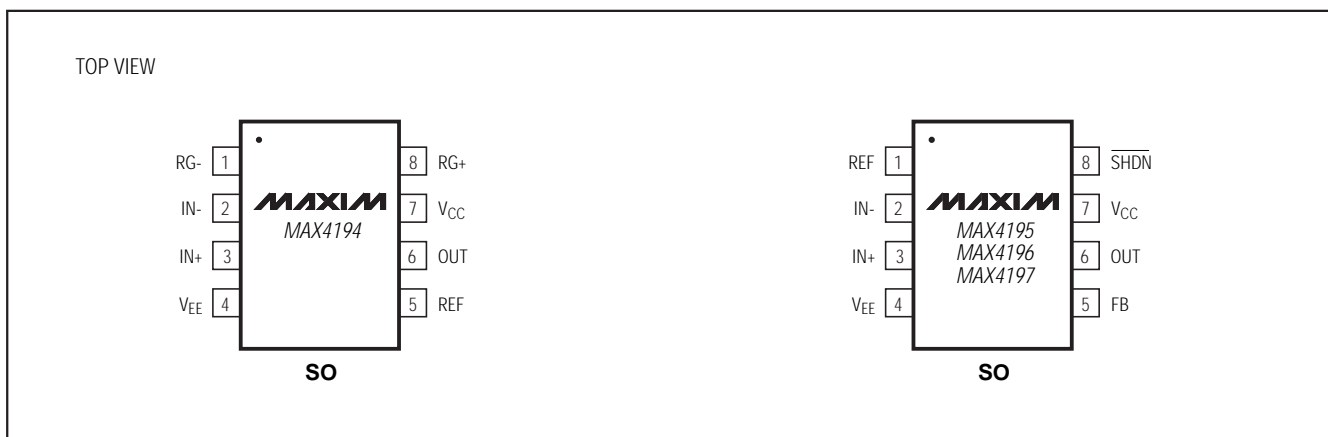 TOP VIEW
RG- 1
IN- 2
IN+ 3
VEE 4
MAXIM
MAX4194
8 RG+
7 VCC
6 OUT
5 REF
SO
REF 1
IN- 2
IN+ 3
VEE 4
MAXIM
MAX4195
MAX4196
MAX4197
8 SHDN
7 VCC
6 OUT
5 FB
SO